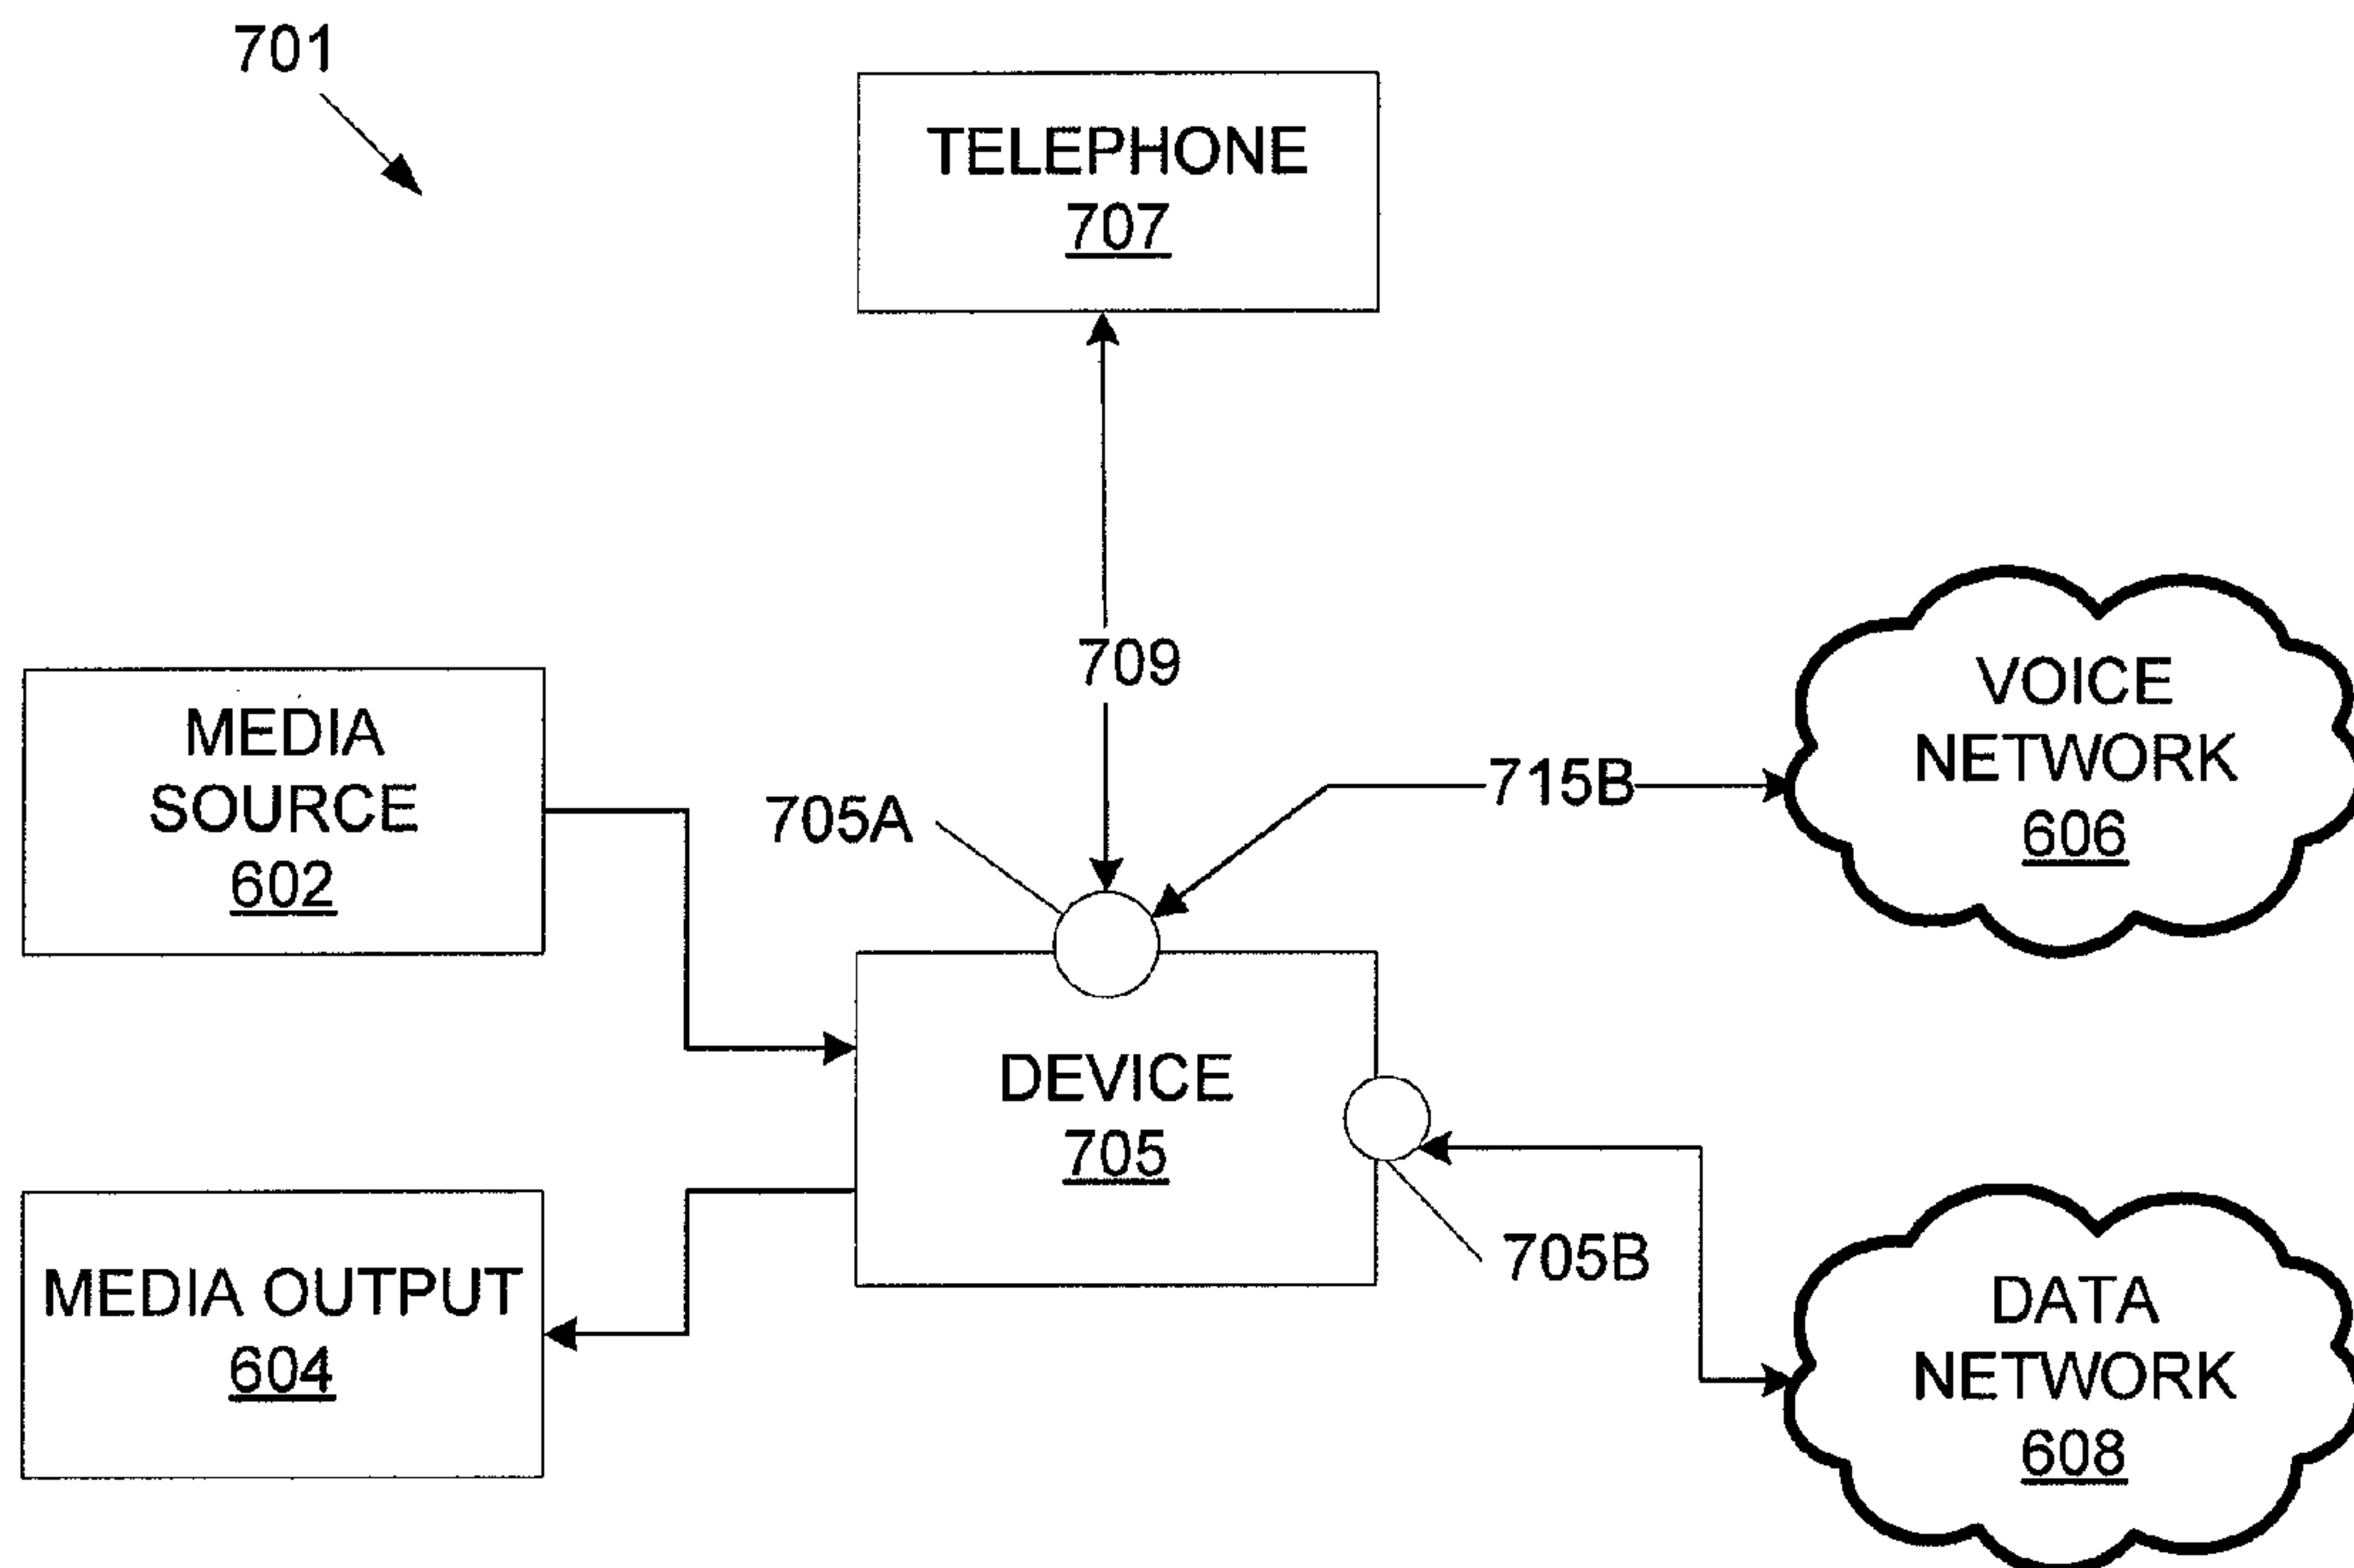 701
TELEPHONE
707
709
MEDIA
SOURCE
602
705A
715B
VOICE
NETWORK
606
DEVICE
705
705B
MEDIA OUTPUT
604
DATA
NETWORK
608